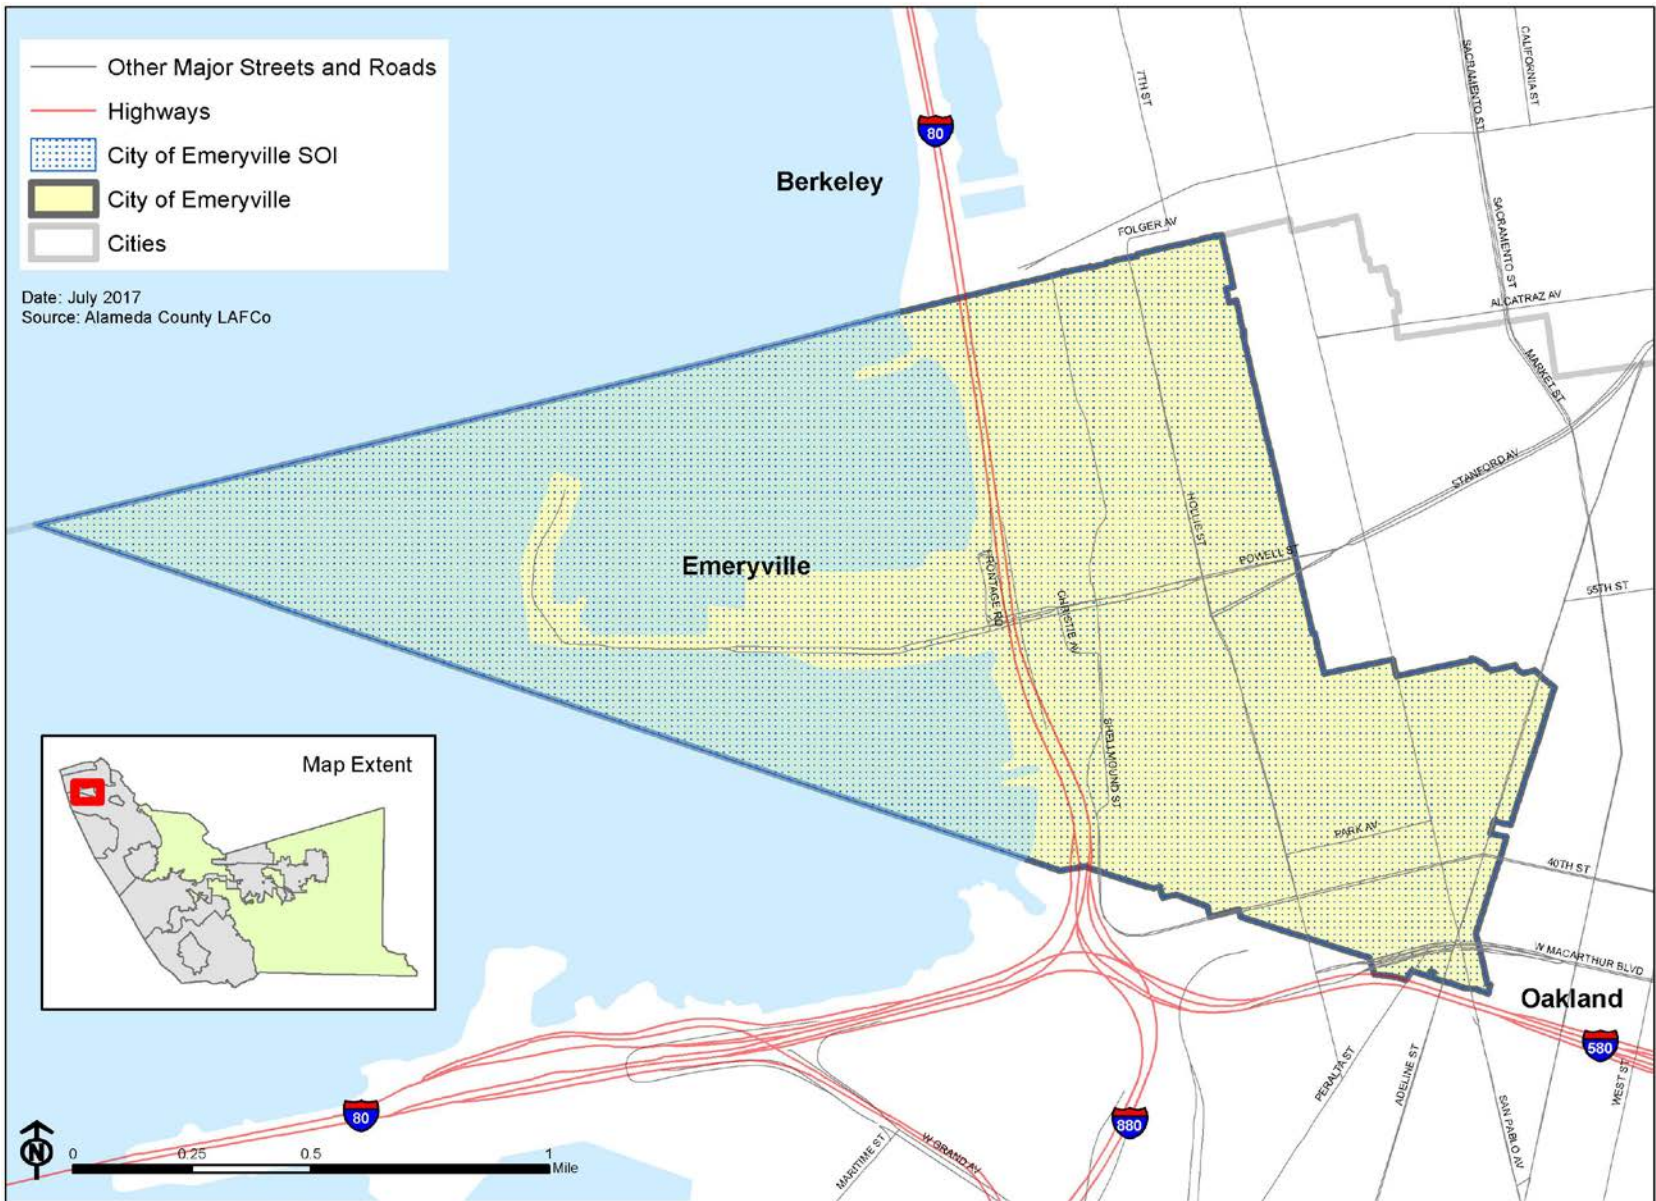 Other Major Streets and Roads
Highways
City of Emeryville SOI
City of Emeryville
Cities
Date: July 2017
Source: Alameda County LAFCo
80
Berkeley
7TH ST
SACRAMENTO ST
CALIFORNIA ST
FOLGER AV
SACRAMENTO ST
ALCATRAZ AV
MARKET ST
STANFORD AV
HOLLIS ST
POWELL ST
55TH ST
Emeryville
FRONTAGE RD
CHRISTIE AV
SHELLMOUND ST
PARK AV
40TH ST
W MACARTHUR BLVD
Oakland
580
Map Extent
80
880
PERALTA ST
ADELINE ST
SAN PABLO AV
WEST ST
MARITIME ST
W GRAND AV
N
0 0.25 0.5 1
Mile